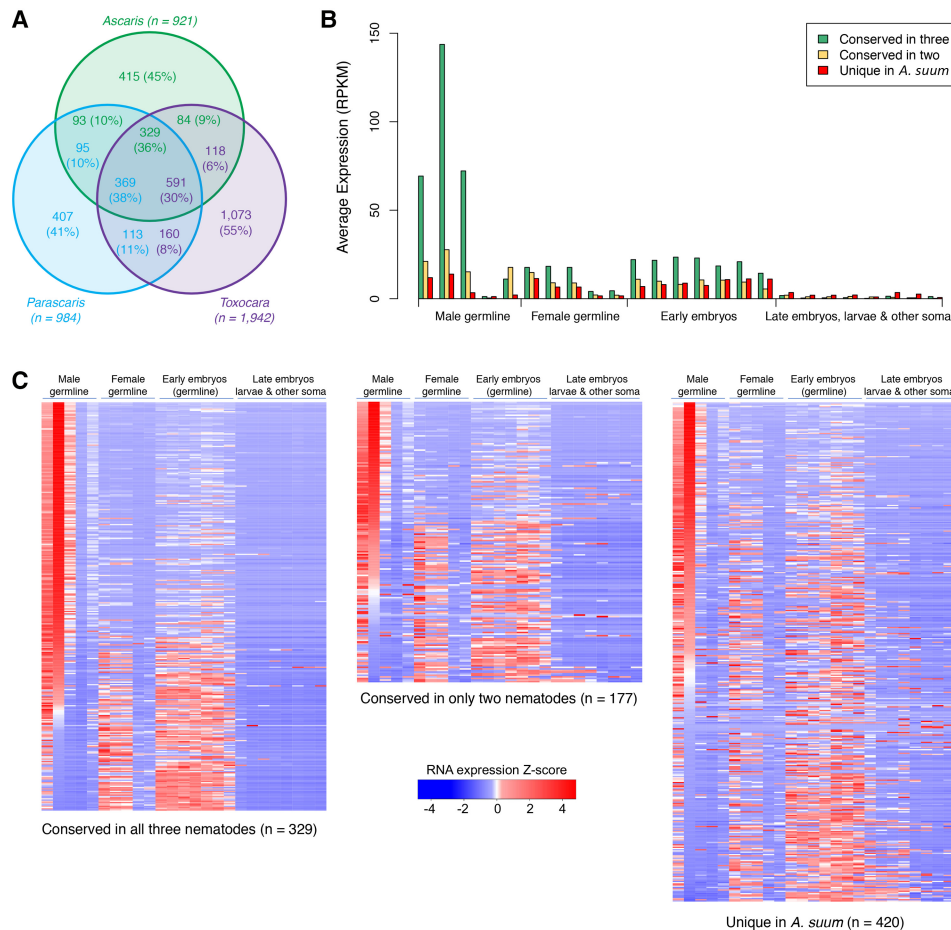 A
Ascaris (n = 921)
415 (45%)
93 (10%)
84 (9%)
329
(36%)
95
(10%)
118
(6%)
369
(38%)
591
(30%)
407
(41%)
1,073
(55%)
113
(11%)
160
(8%)
Parascaris
(n = 984)
Toxocara
(n = 1,942)
B
Average Expression (RPKM)
150
100
50
0
Conserved in three
Conserved in two
Unique in A. suum
Male germline
Female germline
Early embryos
Late embryos, larvae & other soma
C
Male
germline
Female
germline
Early embryos
(germline)
Late embryos
larvae & other soma
Conserved in all three nematodes (n = 329)
Male
germline
Female
germline
Early embryos
(germline)
Late embryos
larvae & other soma
Conserved in only two nematodes (n = 177)
RNA expression Z-score
-4 -2 0 2 4
Male
germline
Female
germline
Early embryos
(germline)
Late embryos
larvae & other soma
Unique in A. suum (n = 420)